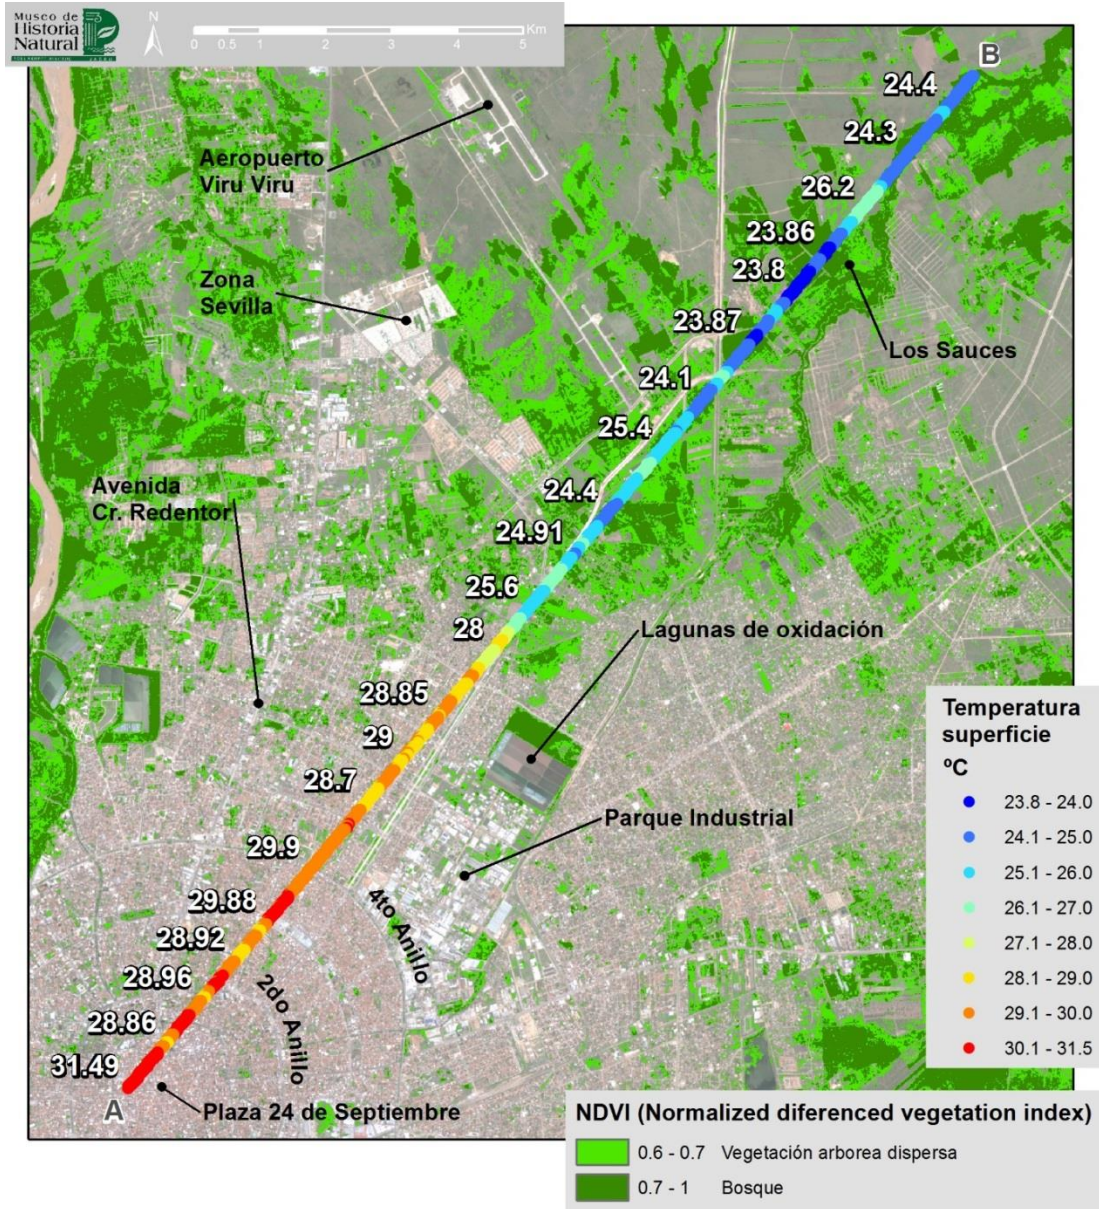 Museo de
Historia
Natural
N
Km
0 0.5 1 2 3 4 5
B
24.4
24.3
Aeropuerto
Viru Viru
26.2
23.86
23.8
Zona
Sevilla
23.87
Los Sauces
24.1
25.4
Avenida
Cr. Redentor
24.4
24.91
25.6
28
Lagunas de oxidación
28.85
29
28.7
Parque Industrial
29.9
29.88
4to Anillo
28.92
28.96
2do Anillo
28.86
31.49
A
Plaza 24 de Septiembre
Temperatura
superficie
ºC
23.8 - 24.0
24.1 - 25.0
25.1 - 26.0
26.1 - 27.0
27.1 - 28.0
28.1 - 29.0
29.1 - 30.0
30.1 - 31.5
NDVI (Normalized diferenced vegetation index)
0.6 - 0.7 Vegetación arborea dispersa
0.7 - 1 Bosque